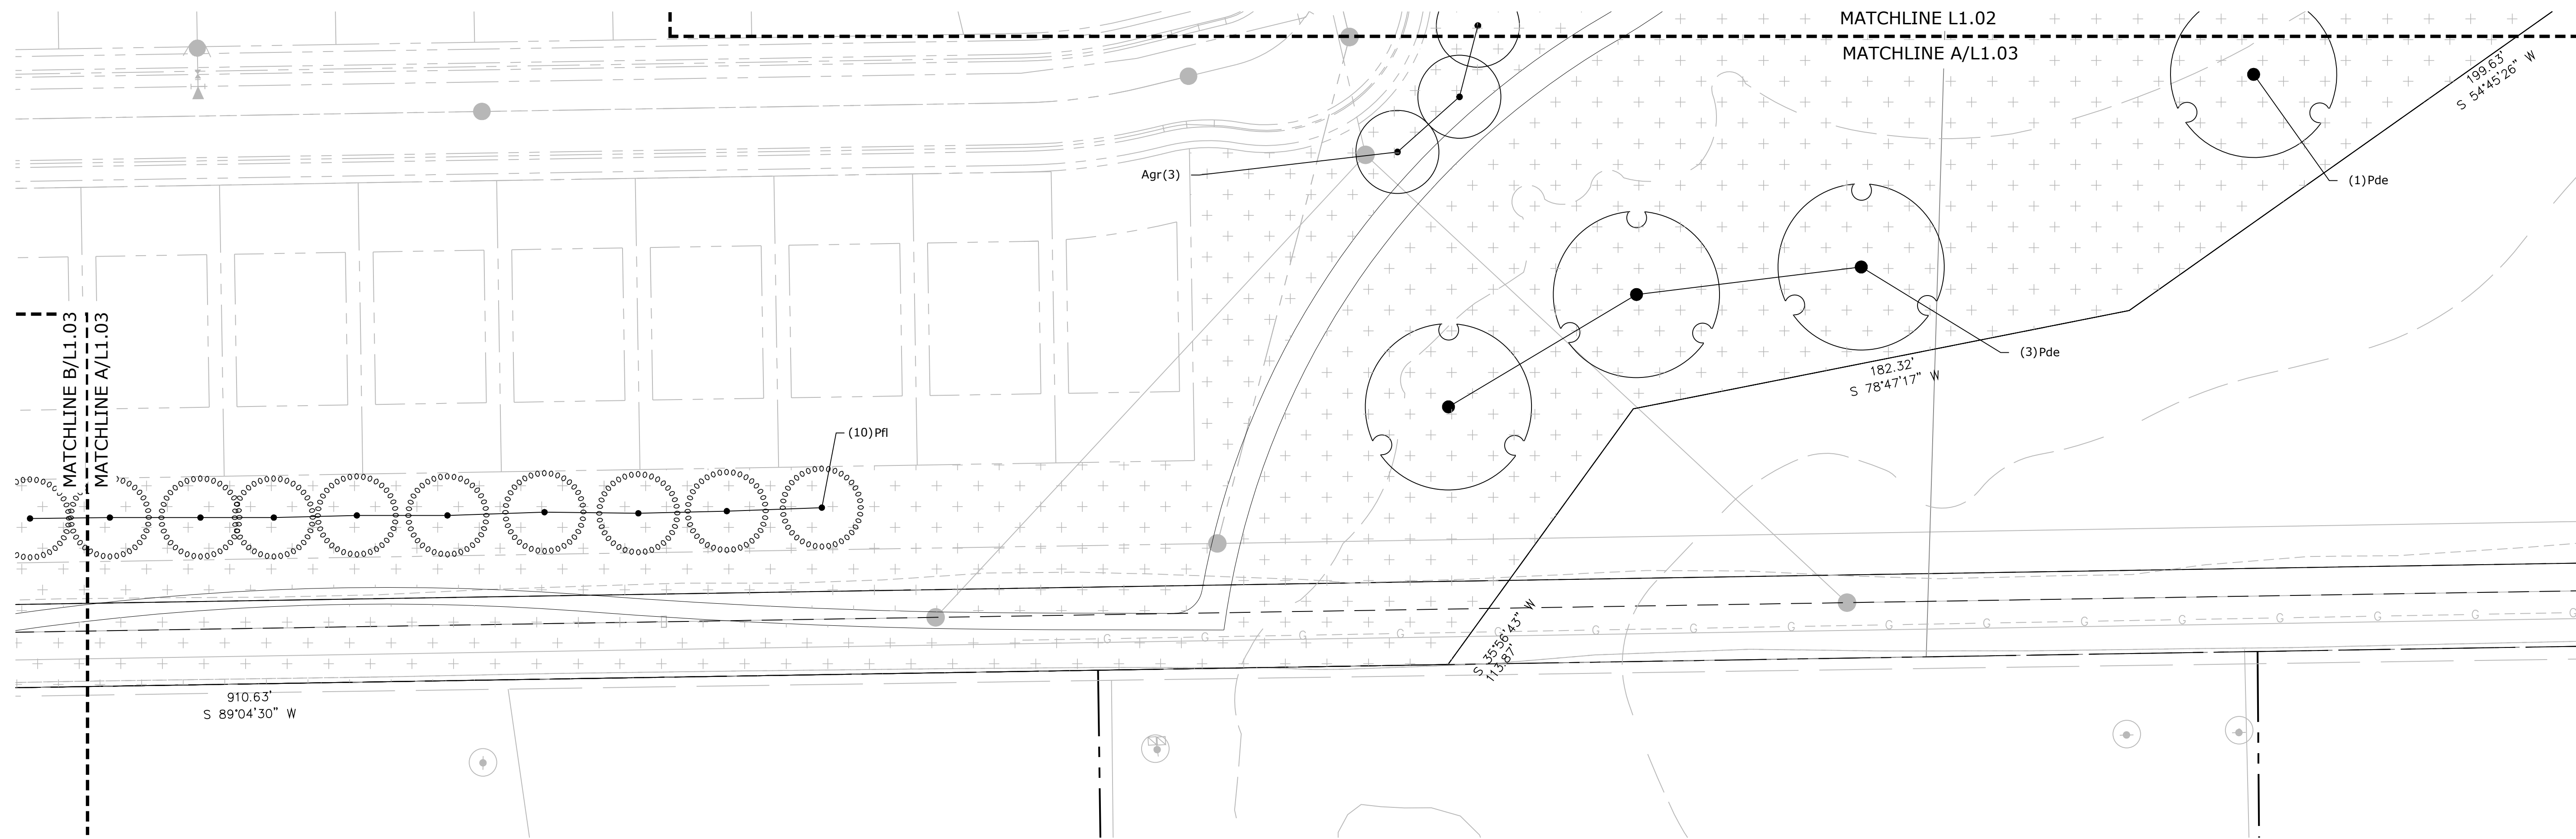 MATCHLINE L1.02
MATCHLINE A/L1.03
199.63'
S 54°45'26" W
Agr(3)
(1)Pde
(3)Pde
182.32'
S 78°47'17" W
MATCHLINE B/L1.03
MATCHLINE A/L1.03
(10)Pfl
S 35°56'43" W
113.87'
G G G G G G G G G G G G G G G G
910.63'
S 89°04'30" W